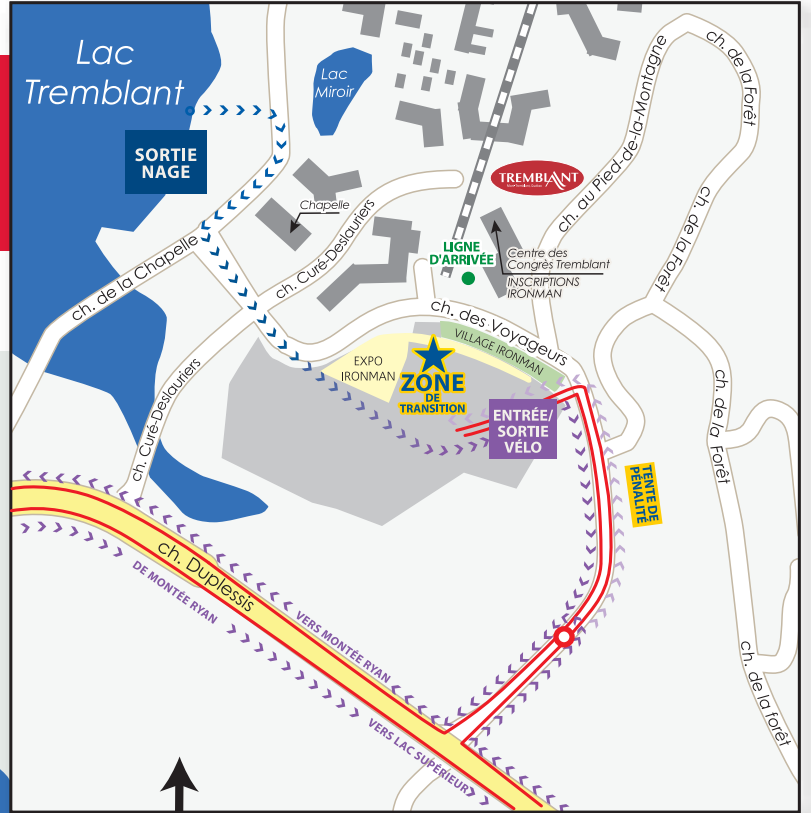 Lac
Tremblant
Lac
Miroir
SORTIE
NAGE
ch. au Pied-de-la-Montagne
ch. de la Forêt
TREMBLANT
Chapelle
ch. de la Forêt
ch. de la Chapelle
ch. Curé-Deslauriers
LIGNE
D'ARRIVÉE
Centre des
Congrès Tremblant
INSCRIPTIONS
IRONMAN
ch. des Voyageurs
VILLAGE IRONMAN
EXPO
IRONMAN
ZONE
DE
TRANSITION
ch. Curé-Deslauriers
ENTRÉE/
SORTIE
VÉLO
ch. de la Forêt
TENTE DE
PÉNALITÉ
ch. Duplessis
DE MONTÉE RYAN
VERS MONTÉE RYAN
VERS LAC SUPÉRIEUR
ch. de la forêt